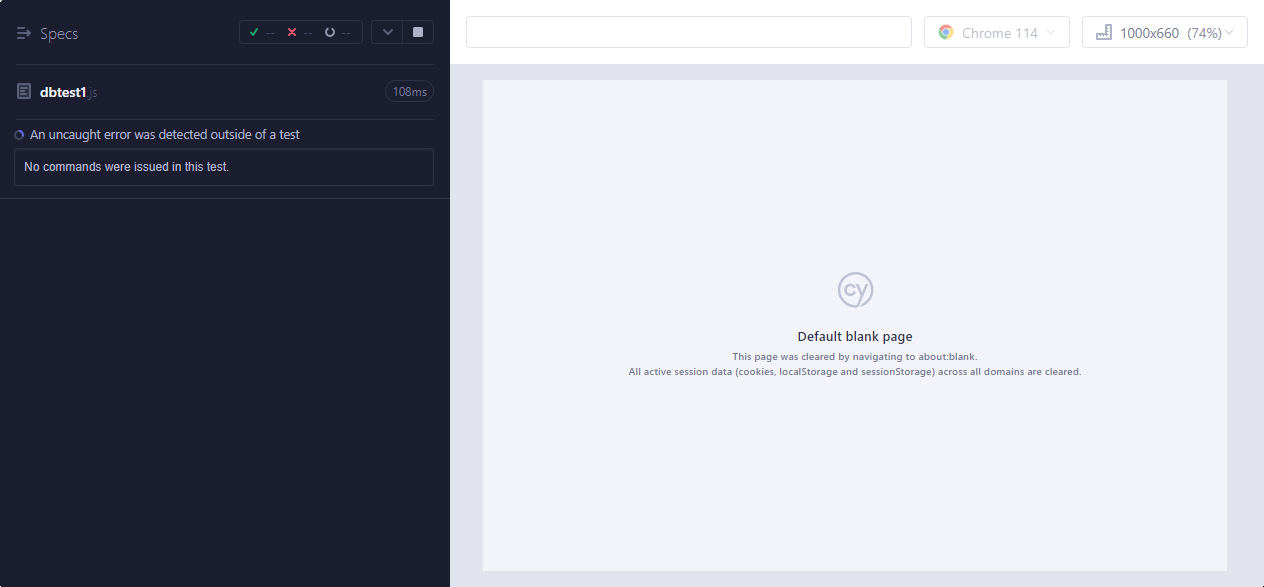 Specs
-- -- --
dbtest1.js
108ms
An uncaught error was detected outside of a test
No commands were issued in this test.
Chrome 114
1000x660 (74%)
cy
Default blank page
This page was cleared by navigating to about:blank.
All active session data (cookies, localStorage and sessionStorage) across all domains are cleared.